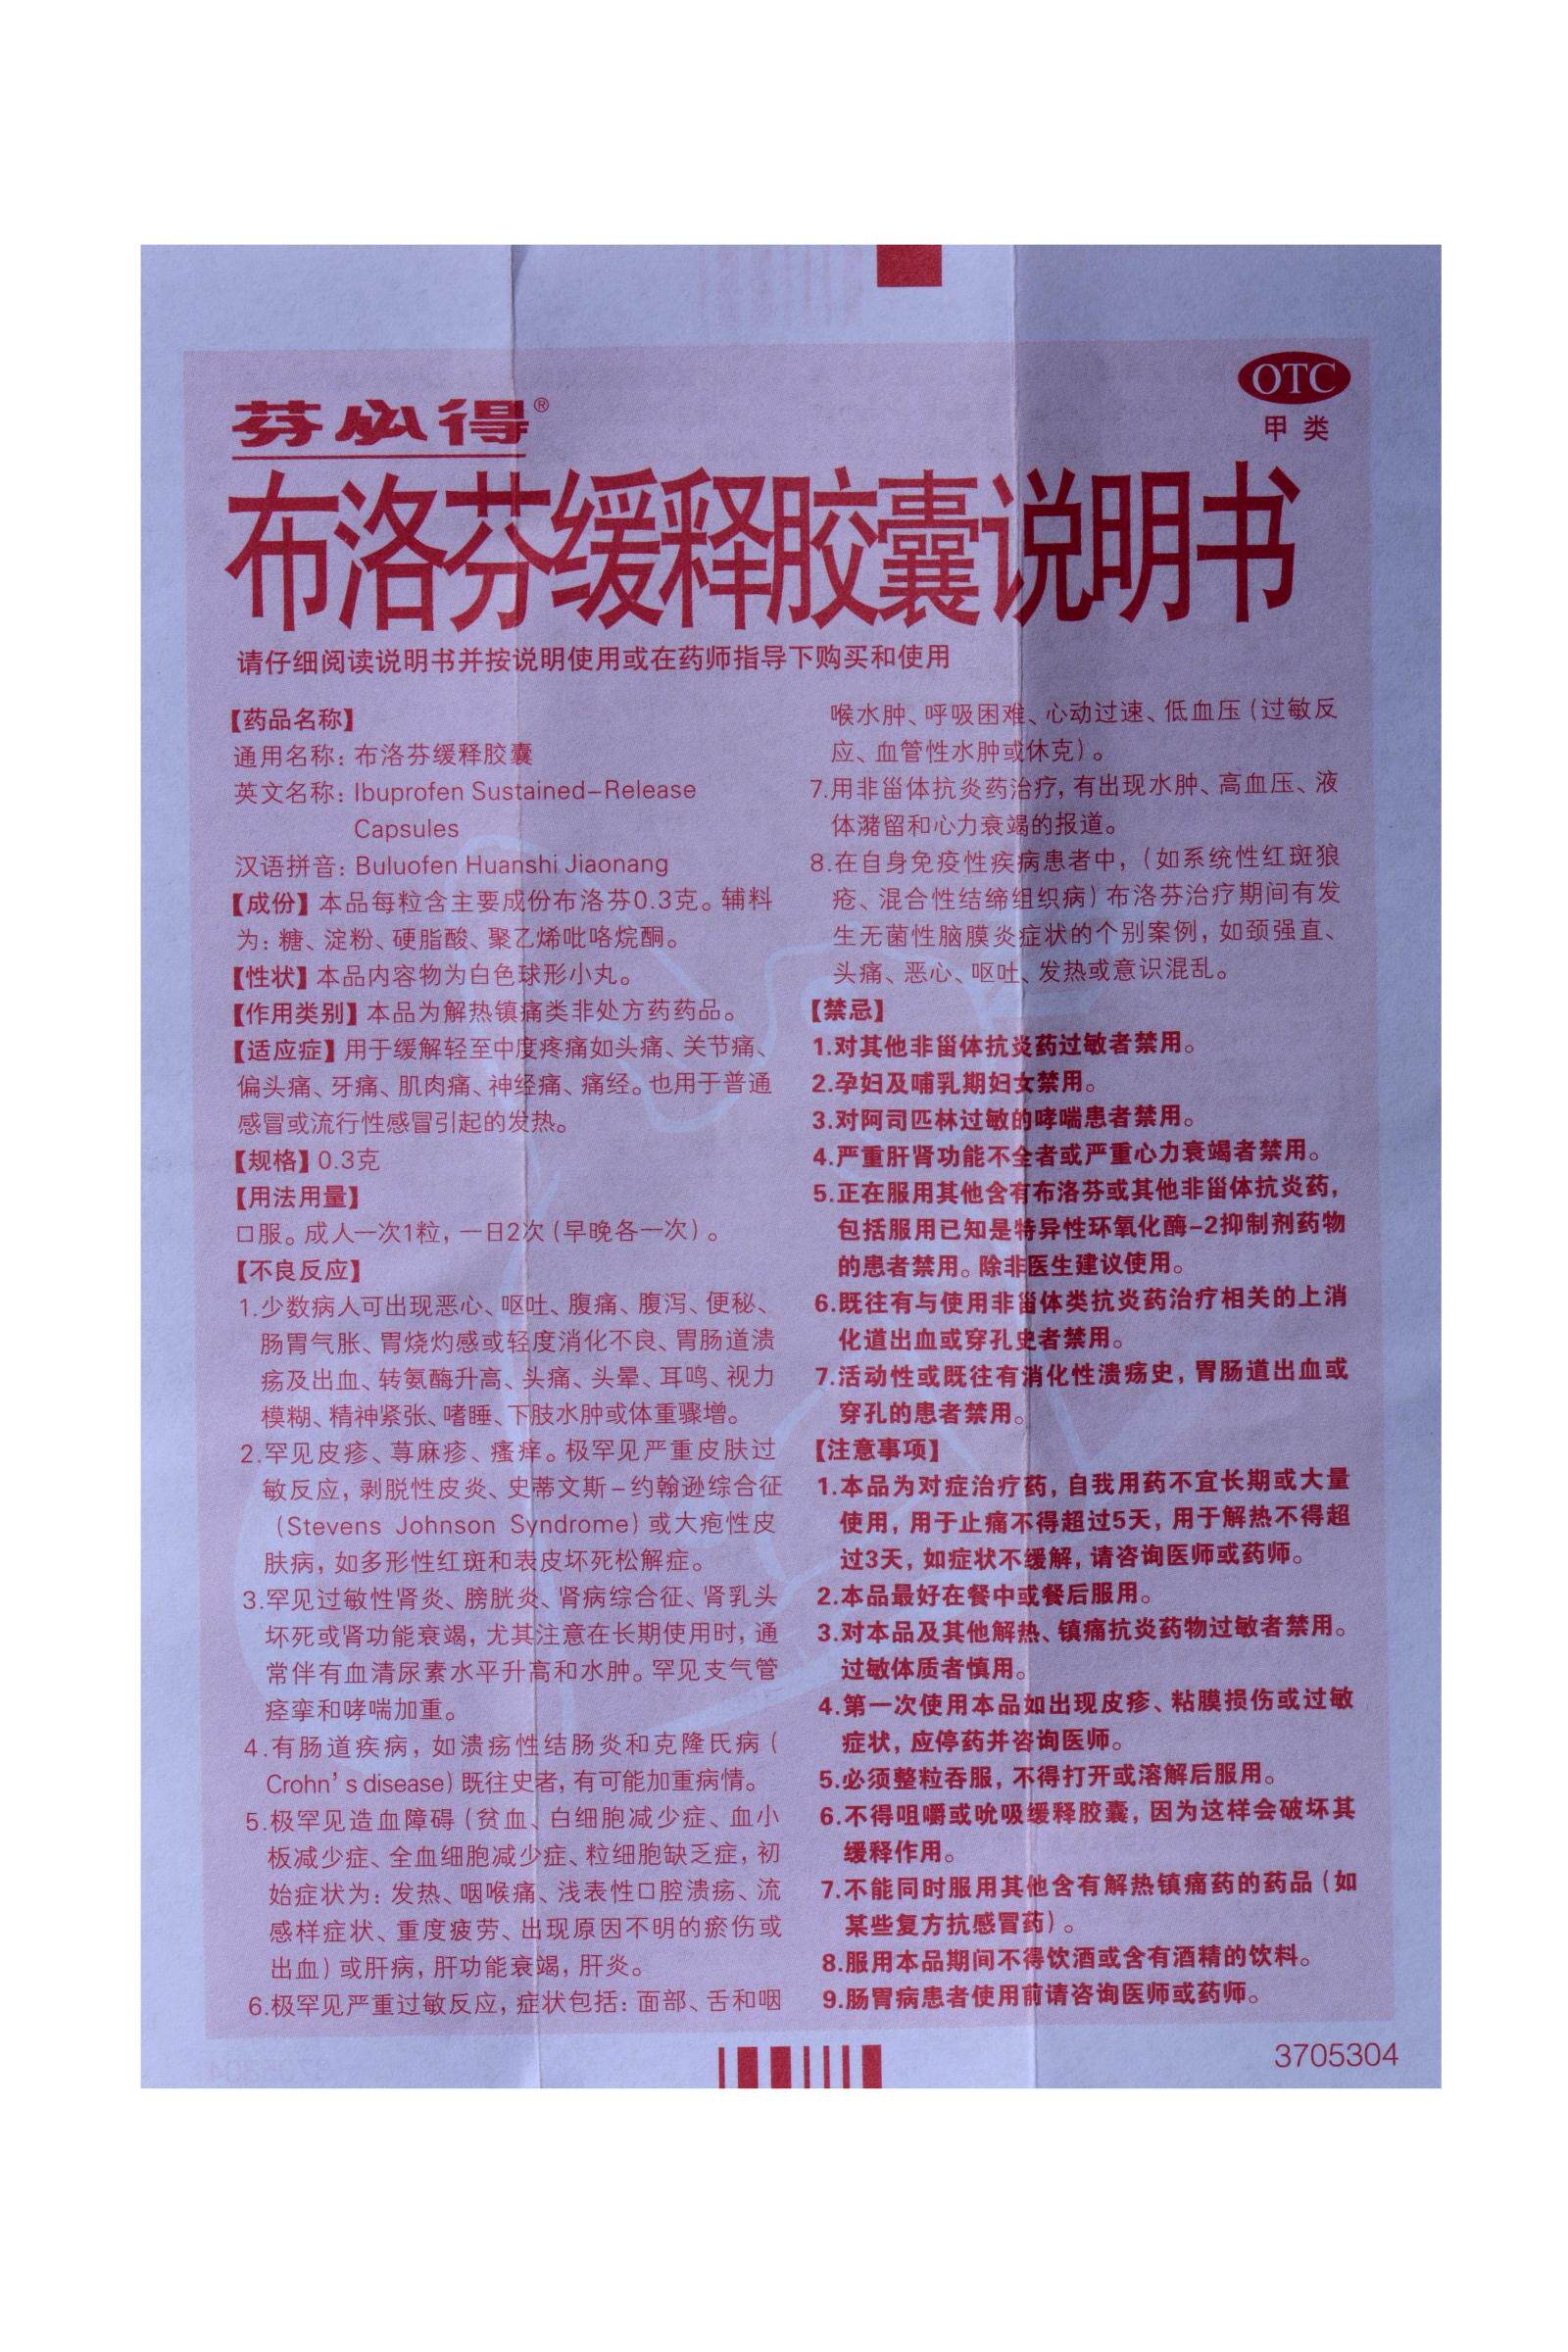 芬必得®
OTC
甲类
布洛芬缓释胶囊说明书
请仔细阅读说明书并按说明使用或在药师指导下购买和使用
【药品名称】
通用名称：布洛芬缓释胶囊
英文名称：Ibuprofen Sustained-Release
Capsules
汉语拼音：Buluofen Huanshi Jiaonang
【成份】本品每粒含主要成份布洛芬0.3克。辅料
为：糖、淀粉、硬脂酸、聚乙烯吡咯烷酮。
【性状】本品内容物为白色球形小丸。
【作用类别】本品为解热镇痛类非处方药药品。
【适应症】用于缓解轻至中度疼痛如头痛、关节痛、
偏头痛、牙痛、肌肉痛、神经痛、痛经。也用于普通
感冒或流行性感冒引起的发热。
【规格】0.3克
【用法用量】
口服。成人一次1粒，一日2次（早晚各一次）。
【不良反应】
1.少数病人可出现恶心、呕吐、腹痛、腹泻、便秘、
肠胃气胀、胃烧灼感或轻度消化不良、胃肠道溃
疡及出血、转氨酶升高、头痛、头晕、耳鸣、视力
模糊、精神紧张、嗜睡、下肢水肿或体重骤增。
2.罕见皮疹、荨麻疹、瘙痒。极罕见严重皮肤过
敏反应，剥脱性皮炎、史蒂文斯-约翰逊综合征
（Stevens Johnson Syndrome）或大疱性皮
肤病，如多形性红斑和表皮坏死松解症。
3.罕见过敏性肾炎、膀胱炎、肾病综合征、肾乳头
坏死或肾功能衰竭，尤其注意在长期使用时，通
常伴有血清尿素水平升高和水肿。罕见支气管
痉挛和哮喘加重。
4.有肠道疾病，如溃疡性结肠炎和克隆氏病（
Crohn's disease）既往史者，有可能加重病情。
5.极罕见造血障碍（贫血、白细胞减少症、血小
板减少症、全血细胞减少症、粒细胞缺乏症，初
始症状为：发热、咽喉痛、浅表性口腔溃疡、流
感样症状、重度疲劳、出现原因不明的瘀伤或
出血）或肝病，肝功能衰竭，肝炎。
6.极罕见严重过敏反应，症状包括：面部、舌和咽
喉水肿、呼吸困难、心动过速、低血压（过敏反
应、血管性水肿或休克）。
7.用非甾体抗炎药治疗，有出现水肿、高血压、液
体潴留和心力衰竭的报道。
8.在自身免疫性疾病患者中，（如系统性红斑狼
疮、混合性结缔组织病）布洛芬治疗期间有发
生无菌性脑膜炎症状的个别案例，如颈强直、
头痛、恶心、呕吐、发热或意识混乱。
【禁忌】
1.对其他非甾体抗炎药过敏者禁用。
2.孕妇及哺乳期妇女禁用。
3.对阿司匹林过敏的哮喘患者禁用。
4.严重肝肾功能不全者或严重心力衰竭者禁用。
5.正在服用其他含有布洛芬或其他非甾体抗炎药，
包括服用已知是特异性环氧化酶-2抑制剂药物
的患者禁用。除非医生建议使用。
6.既往有与使用非甾体类抗炎药治疗相关的上消
化道出血或穿孔史者禁用。
7.活动性或既往有消化性溃疡史，胃肠道出血或
穿孔的患者禁用。
【注意事项】
1.本品为对症治疗药，自我用药不宜长期或大量
使用，用于止痛不得超过5天，用于解热不得超
过3天，如症状不缓解，请咨询医师或药师。
2.本品最好在餐中或餐后服用。
3.对本品及其他解热、镇痛抗炎药物过敏者禁用。
过敏体质者慎用。
4.第一次使用本品如出现皮疹、粘膜损伤或过敏
症状，应停药并咨询医师。
5.必须整粒吞服，不得打开或溶解后服用。
6.不得咀嚼或吮吸缓释胶囊，因为这样会破坏其
缓释作用。
7.不能同时服用其他含有解热镇痛药的药品（如
某些复方抗感冒药）。
8.服用本品期间不得饮酒或含有酒精的饮料。
9.肠胃病患者使用前请咨询医师或药师。
3705304